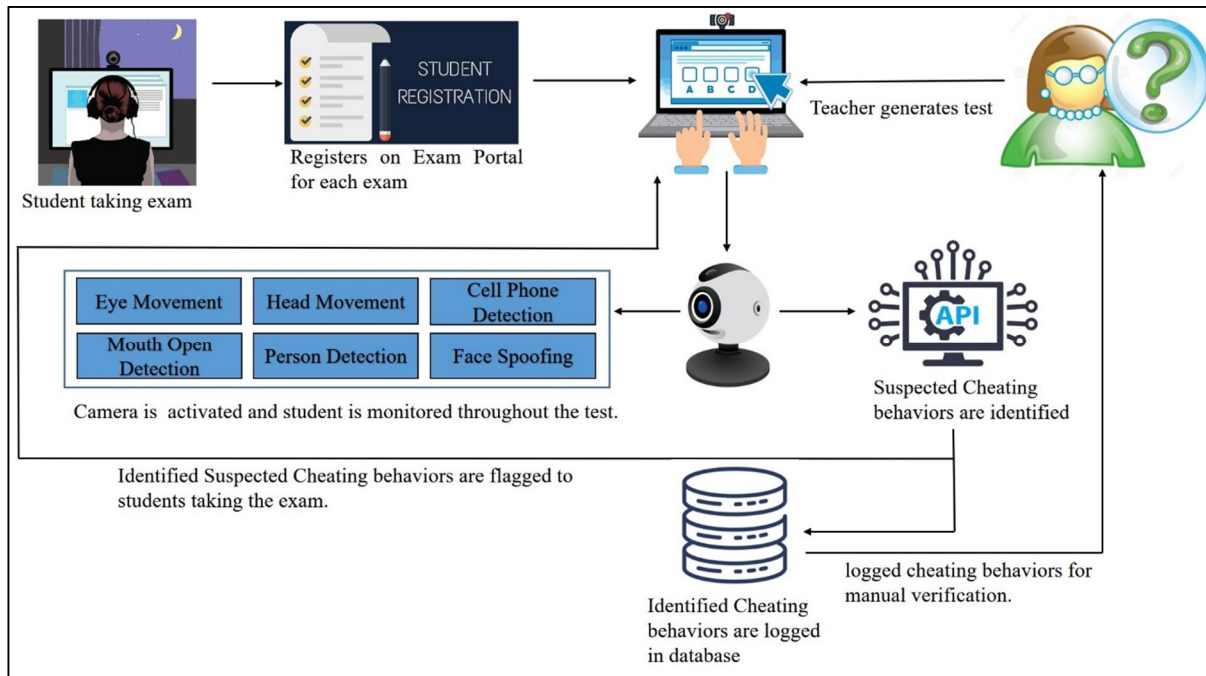 STUDENT
REGISTRATION
A B C D
Teacher generates test
Registers on Exam Portal
for each exam
Student taking exam
Eye Movement
Head Movement
Cell Phone
Detection
Mouth Open
Detection
Person Detection
Face Spoofing
API
Camera is activated and student is monitored throughout the test.
Suspected Cheating
behaviors are identified
Identified Suspected Cheating behaviors are flagged to
students taking the exam.
logged cheating behaviors for
manual verification.
Identified Cheating
behaviors are logged
in database